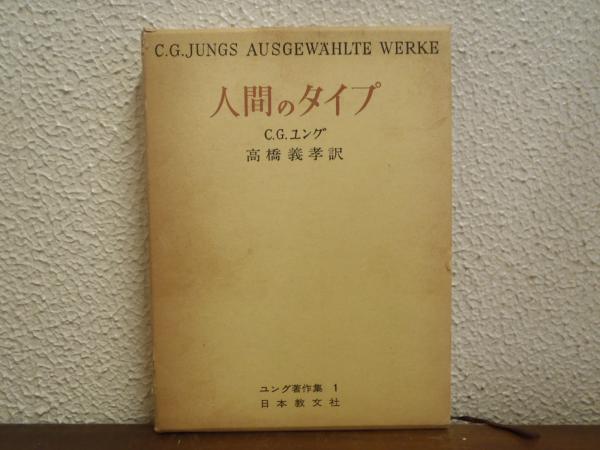 C.G.JUNGS AUSGEWÄHLTE WERKE
人間のタイプ
C.G.ユング
高橋義孝訳
ユング著作集 1
日本教文社